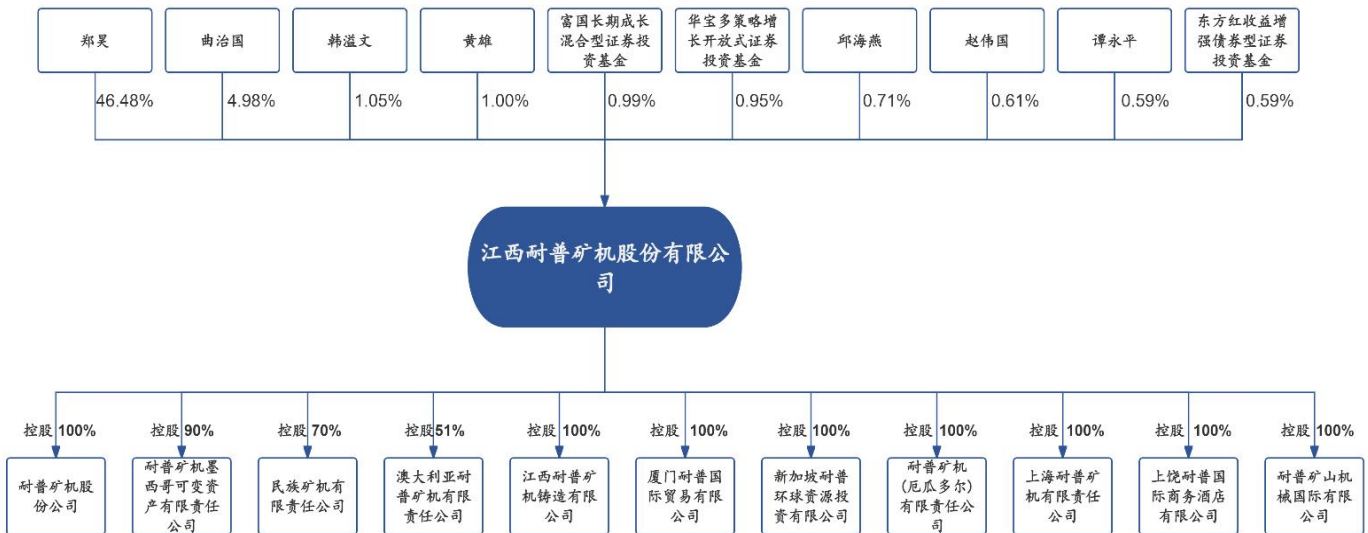 郑昊
曲治国
韩溢文
黄雄
富国长期成长
混合型证券投
资基金
华宝多策略增
长开放式证券
投资基金
邱海燕
赵伟国
谭永平
东方红收益增
强债券型证券
投资基金
46.48%
4.98%
1.05%
1.00%
0.99%
0.95%
0.71%
0.61%
0.59%
0.59%
江西耐普矿机股份有限公
司
控股 100%
控股 90%
控股 70%
控股51%
控股 100%
控股 100%
控股 100%
控股 100%
控股 100%
控股 100%
控股 100%
耐普矿机股
份公司
耐普矿机墨
西哥可变资
产有限责任
公司
民族矿机有
限责任公司
澳大利亚耐
普矿机有限
责任公司
江西耐普矿
机铸造有限
公司
厦门耐普国
际贸易有限
公司
新加坡耐普
环球资源投
资有限公司
耐普矿机
(厄瓜多尔)
有限责任公
司
上海耐普矿
机有限责任
公司
上饶耐普国
际商务酒店
有限公司
耐普矿山机
械国际有限
公司